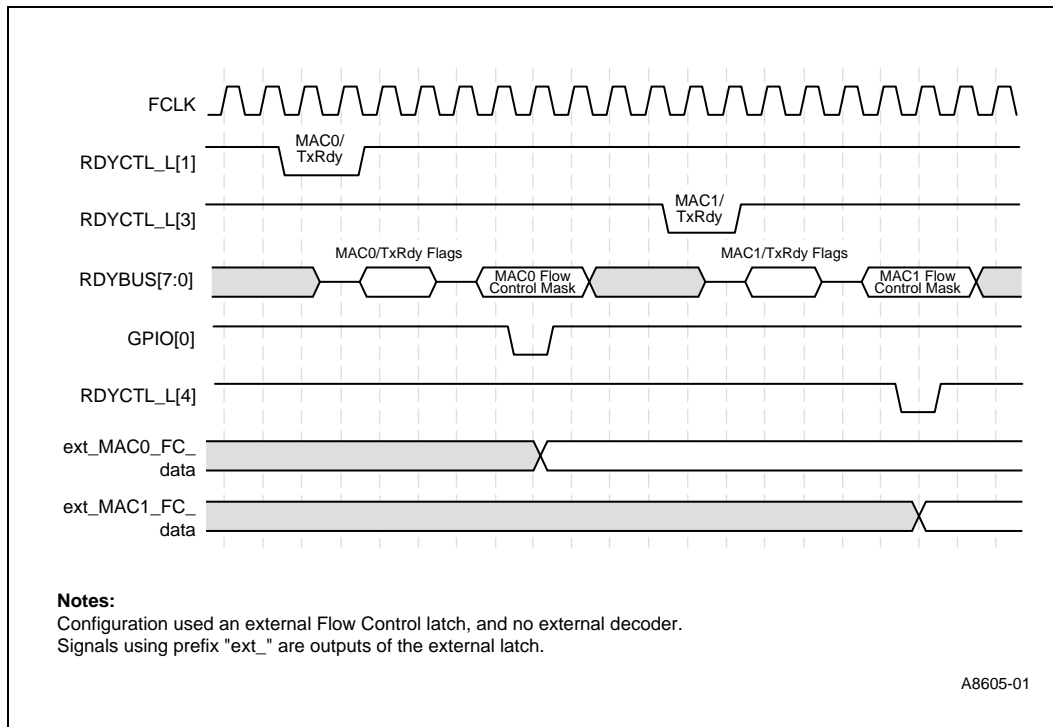 FCLK
MAC0/
TxRdy
RDYCTL_L[1]
MAC1/
TxRdy
RDYCTL_L[3]
MAC0/TxRdy Flags
MAC1/TxRdy Flags
RDYBUS[7:0]
MAC0 Flow
Control Mask
MAC1 Flow
Control Mask
GPIO[0]
RDYCTL_L[4]
ext_MAC0_FC_
data
ext_MAC1_FC_
data
Notes:
Configuration used an external Flow Control latch, and no external decoder.
Signals using prefix "ext_" are outputs of the external latch.
A8605-01